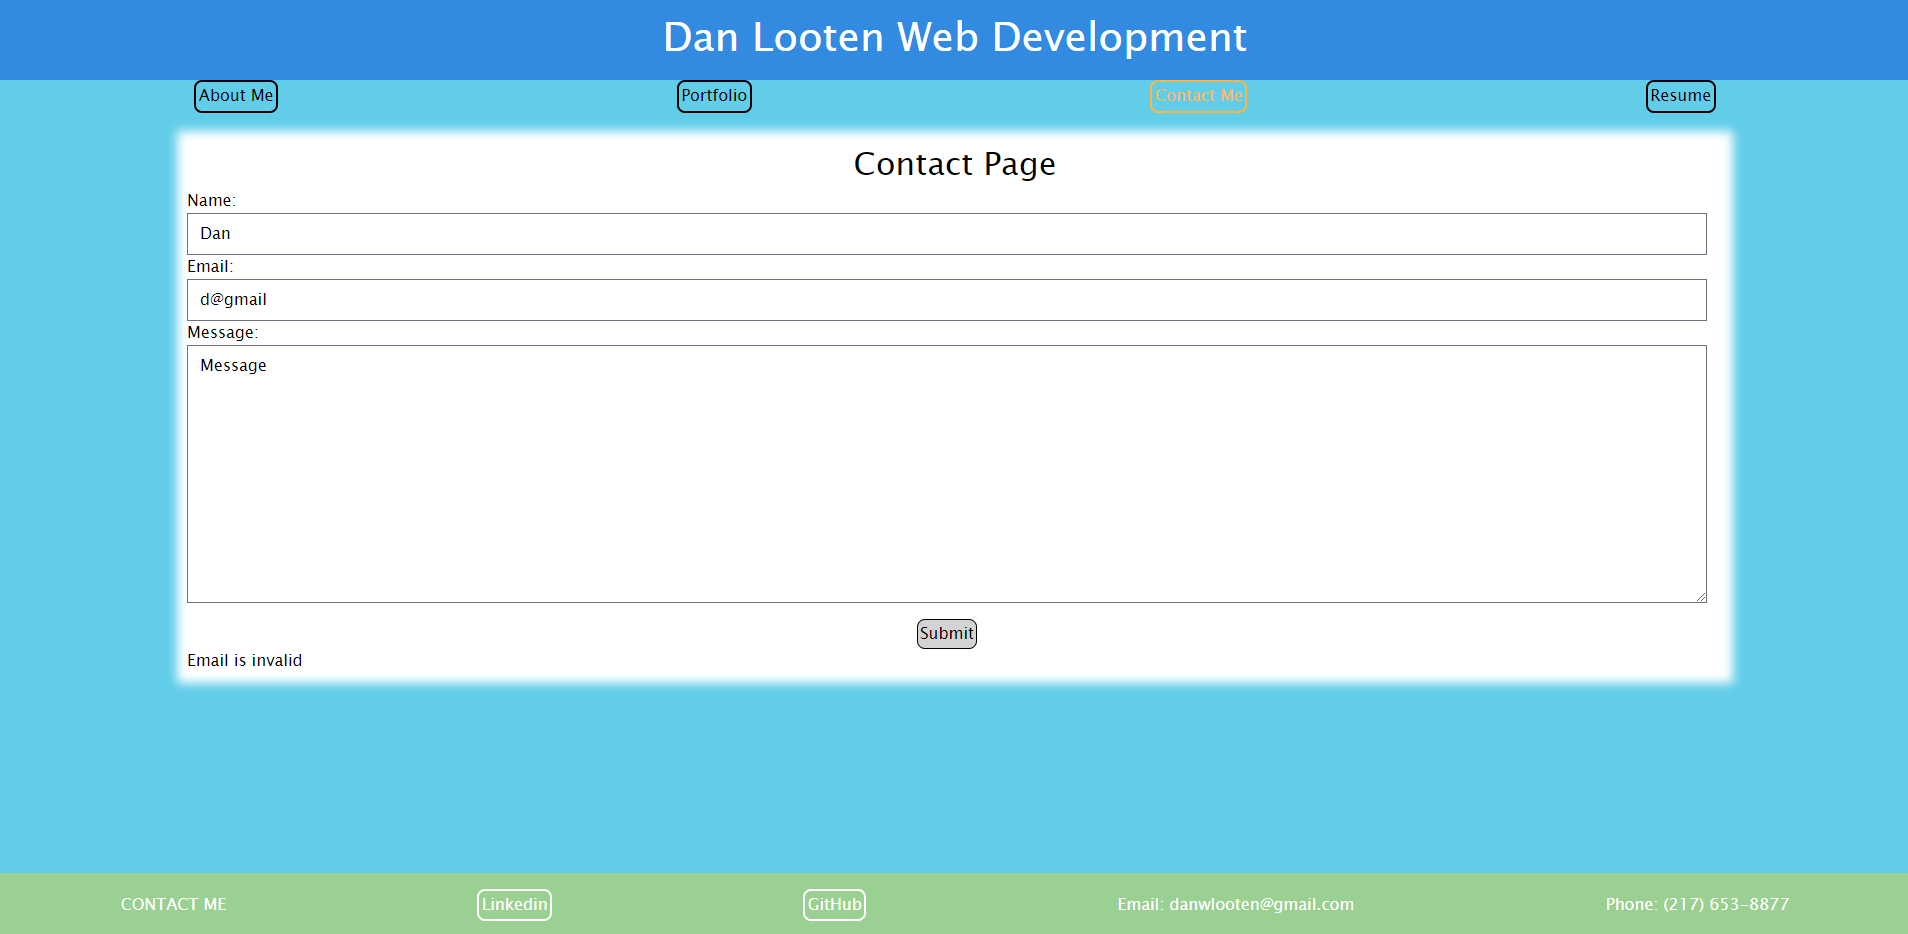 Dan Looten Web Development
About Me Portfolio Contact Me Resume
Contact Page
Name:
Dan
Email:
d@gmail
Message:
Message
Submit
Email is invalid
CONTACT ME Linkedin GitHub Email: danwlooten@gmail.com Phone: (217) 653-8877